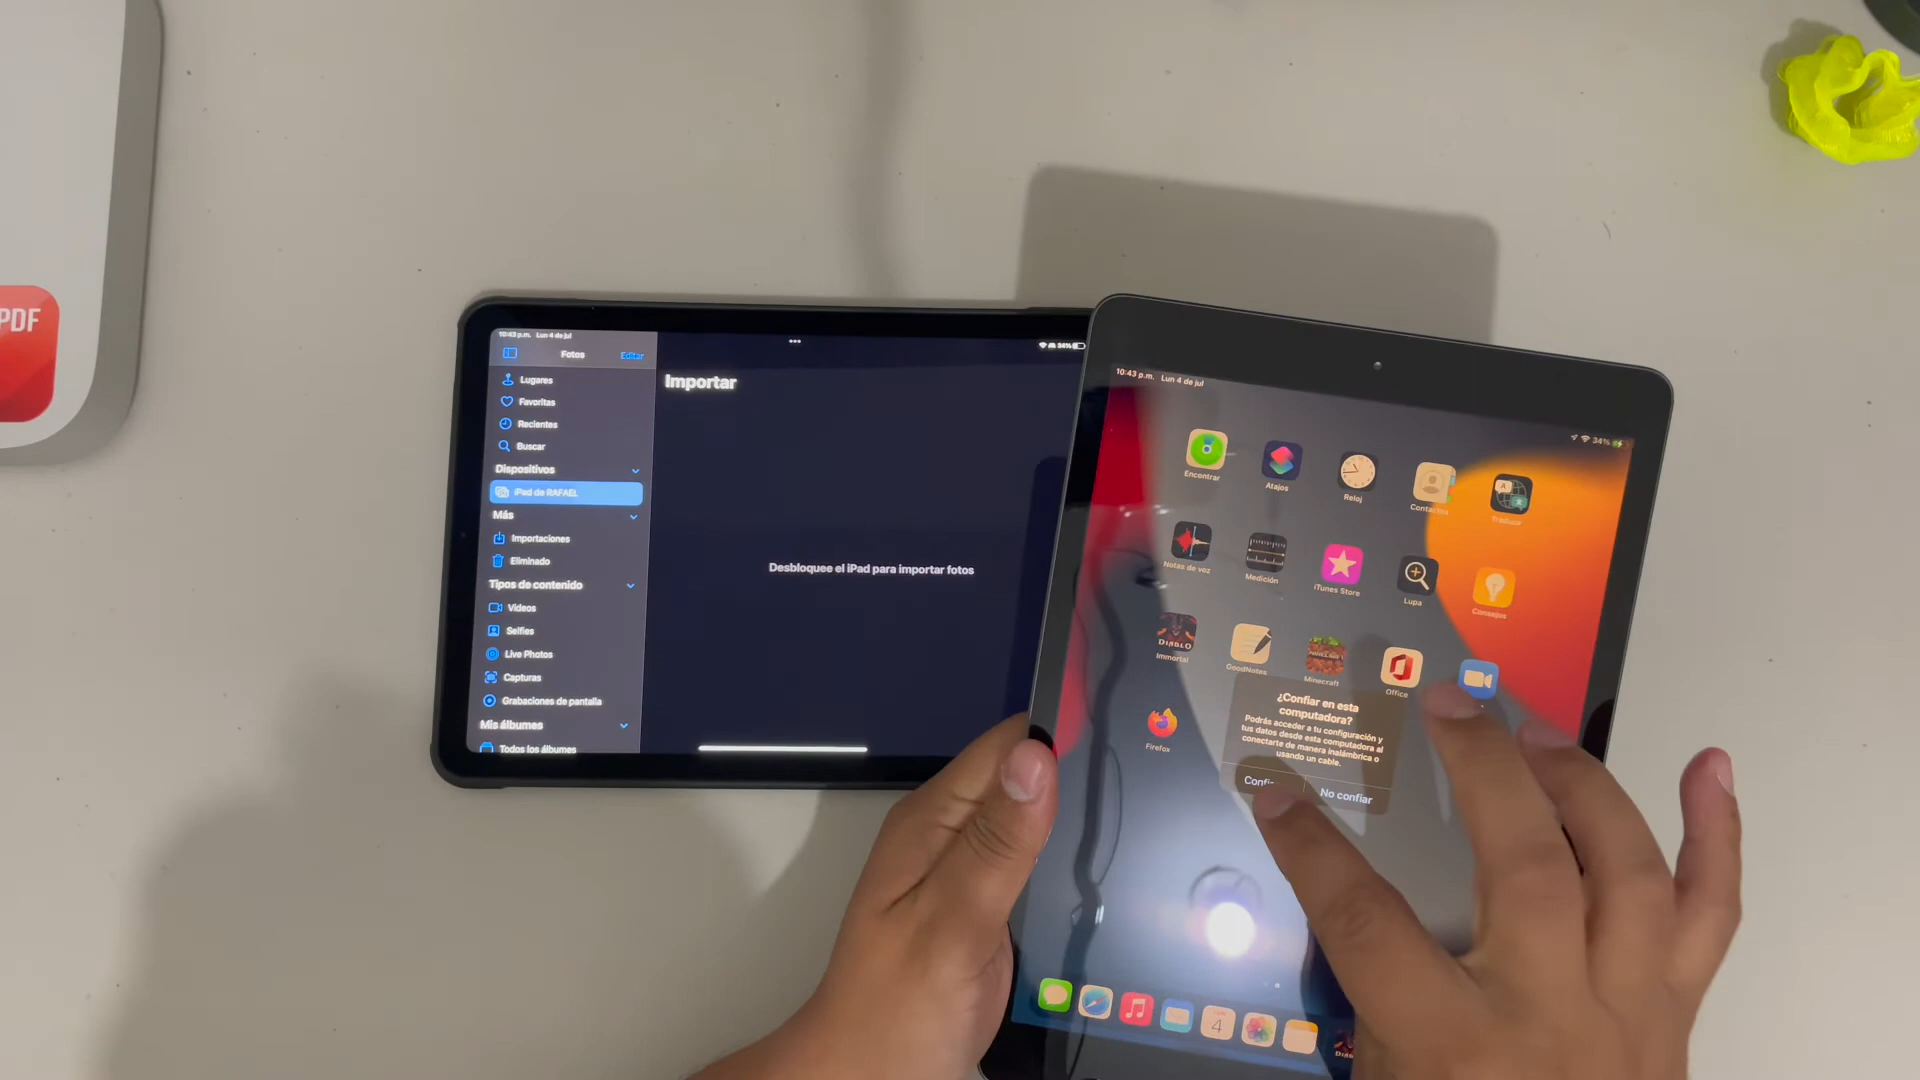 PDF
10:43 p.m. Lun 4 de jul
34%
Fotos
Editar
Lugares
Favoritas
Recientes
Buscar
Dispositivos
iPad de RAFAEL
Más
Importaciones
Eliminado
Tipos de contenido
Videos
Selfies
Live Photos
Capturas
Grabaciones de pantalla
Mis álbumes
Todos los álbumes
Importar
Desbloquee el iPad para importar fotos
10:43 p.m. Lun 4 de jul
34%
Encontrar
Atajos
Reloj
Contactos
Traducir
Notas de voz
Medición
iTunes Store
Lupa
Consejos
DIABLO
Immortal
GoodNotes
Minecraft
Office
Firefox
¿Confiar en esta
computadora?
Podrás acceder a tu configuración y
tus datos desde esta computadora al
conectarte de manera inalámbrica o
usando un cable.
No confiar
4